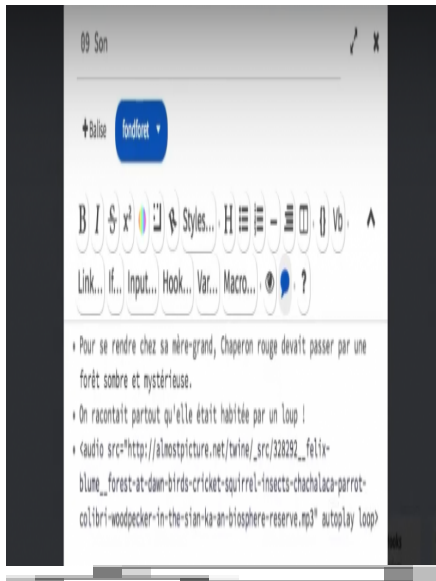 09 Son
+Balise fondforet
B I S x² Styles... H Vb
Link... If... Input... Hook... Var... Macro... ?
• Pour se rendre chez sa mère-grand, Chaperon rouge devait passer par une
forêt sombre et mystérieuse.
• On racontait partout qu'elle était habitée par un loup !
• <audio src="http://almostpicture.net/twine/_src/328292__felix-
blume__forest-at-dawn-birds-cricket-squirrel-insects-chachalaca-parrot-
colibri-woodpecker-in-the-sian-ka-an-biosphere-reserve.mp3" autoplay loop>